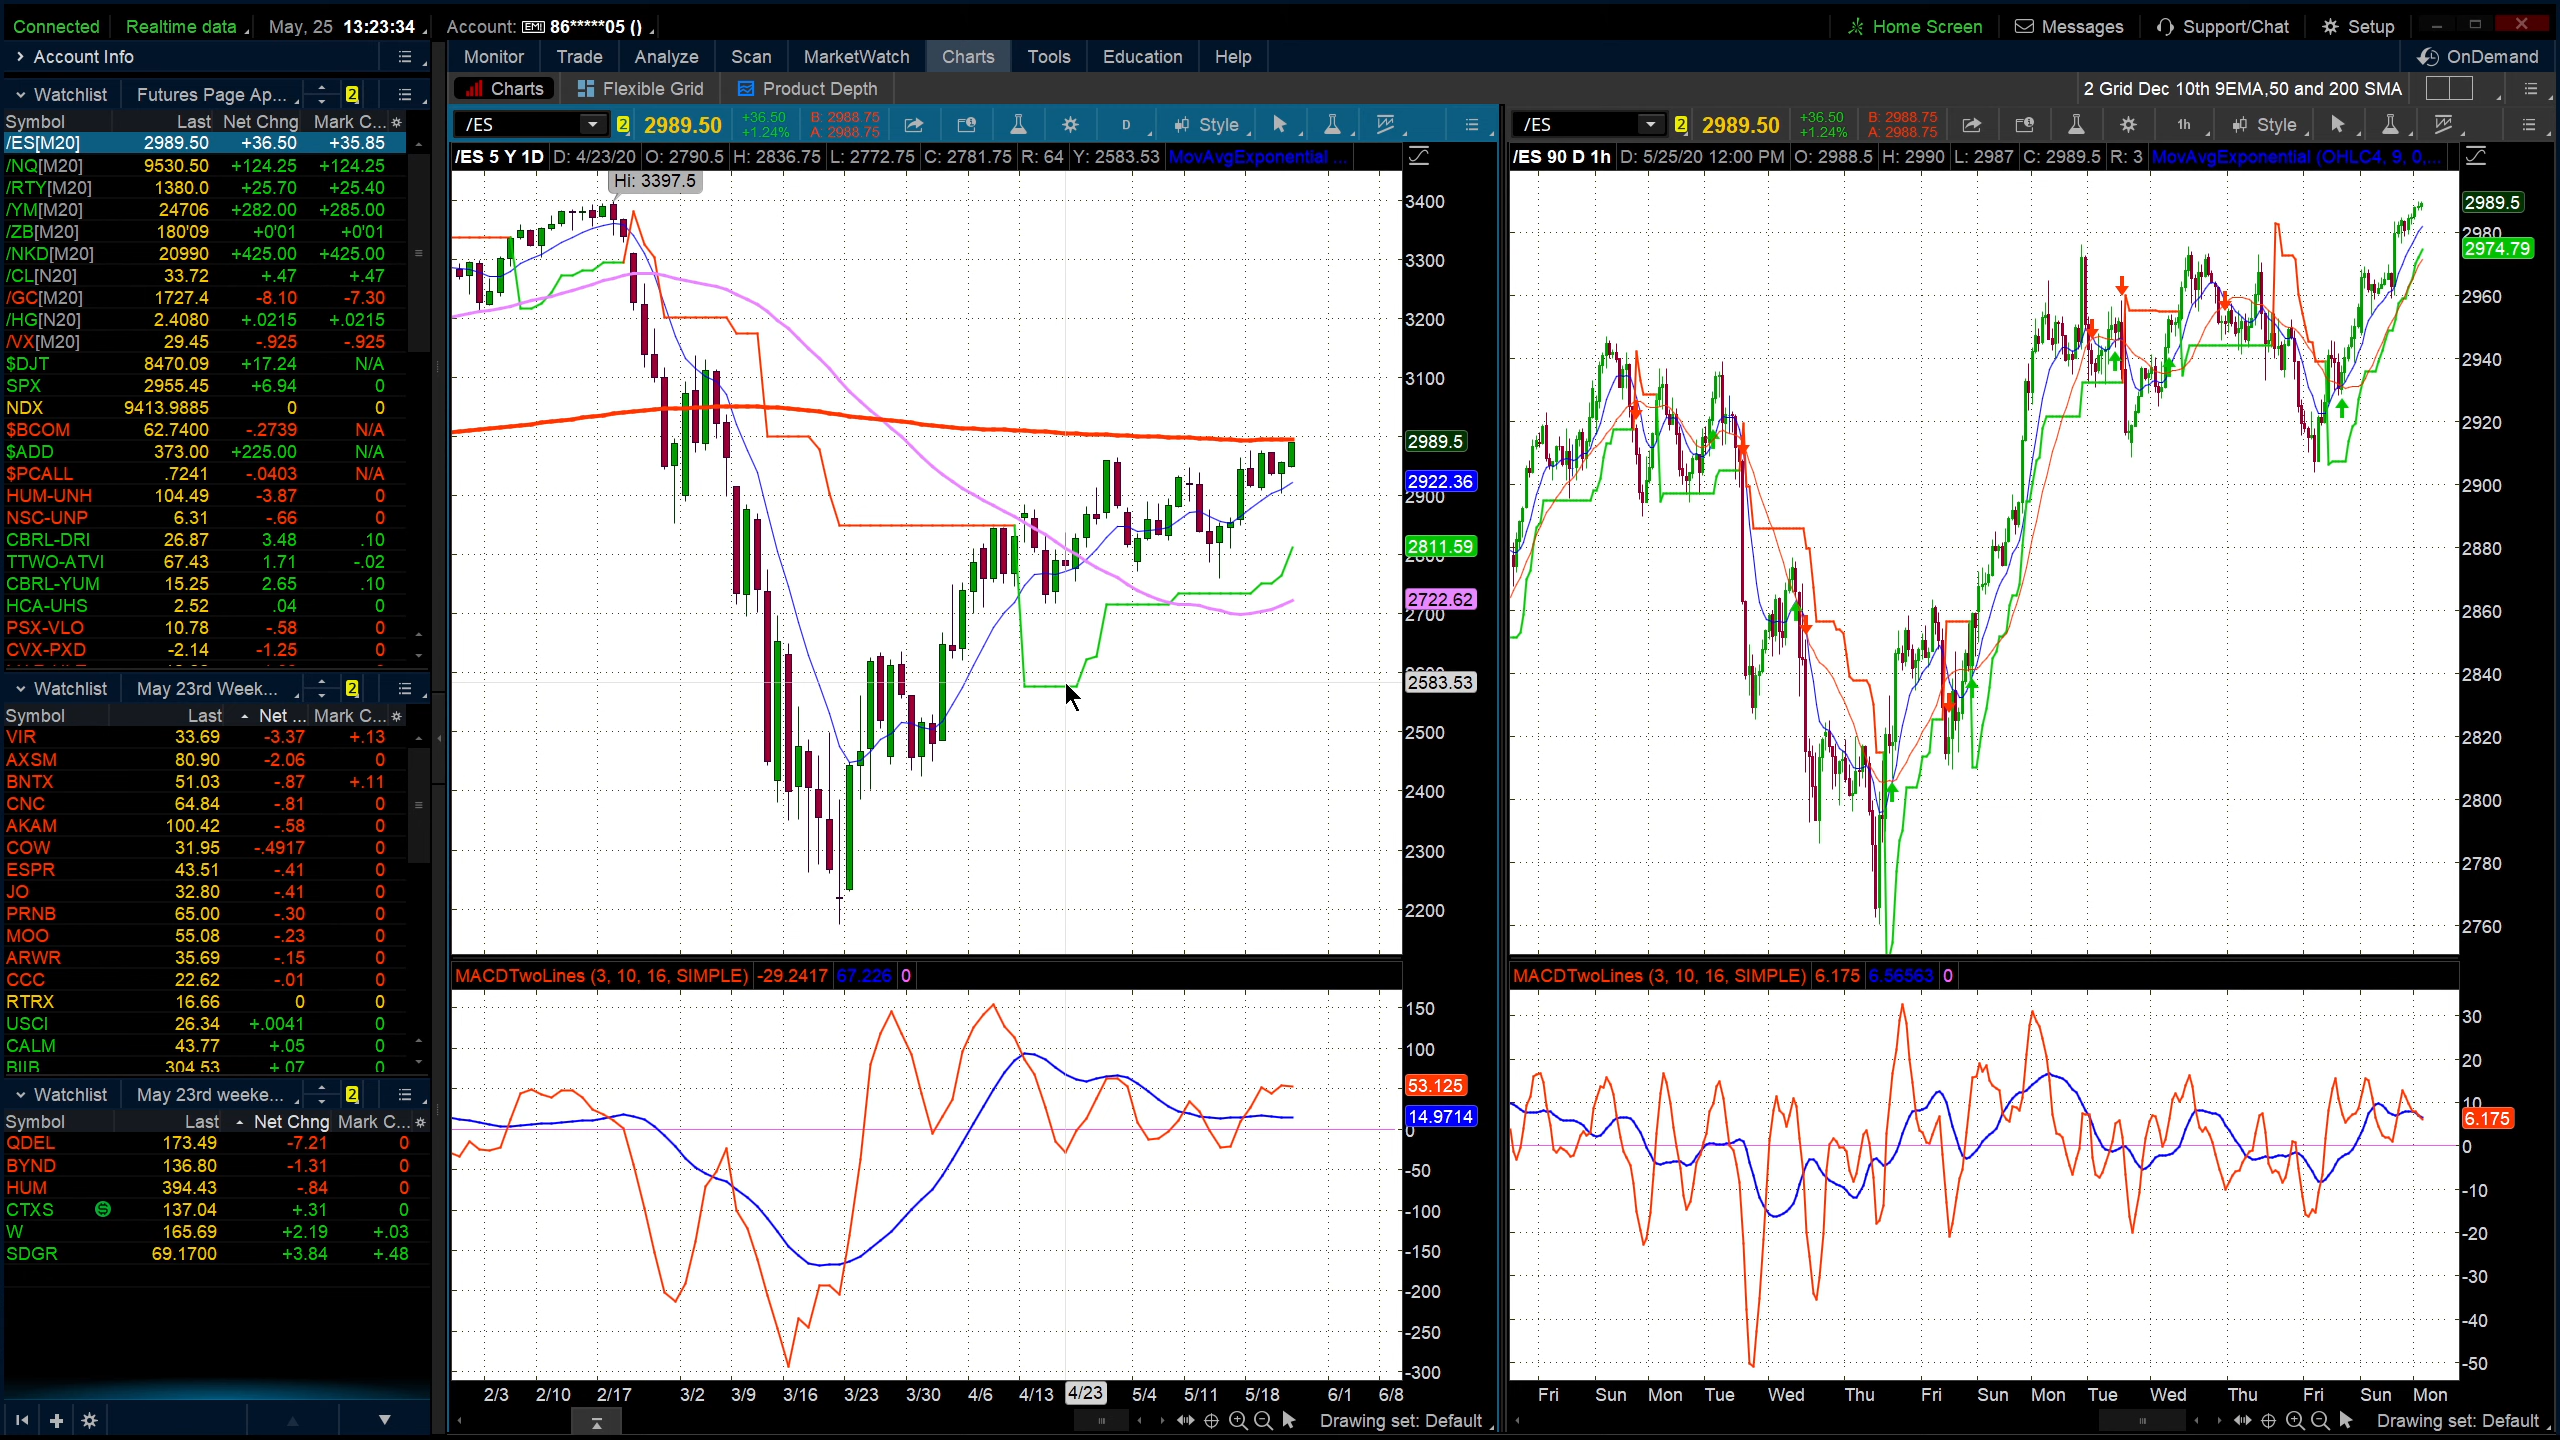 Connected Realtime data May, 25 13:23:34 Account: EMI 86*****05 () Home Screen Messages Support/Chat Setup
Account Info
Monitor Trade Analyze Scan MarketWatch Charts Tools Education Help OnDemand
Charts Flexible Grid Product Depth 2 Grid Dec 10th 9EMA,50 and 200 SMA
Watchlist Futures Page Ap... 2
Symbol Last Net Chng Mark C...
/ES[M20] 2989.50 +36.50 +35.85
/NQ[M20] 9530.50 +124.25 +124.25
/RTY[M20] 1380.0 +25.70 +25.40
/YM[M20] 24706 +282.00 +285.00
/ZB[M20] 180'09 +0'01 +0'01
/NKD[M20] 20990 +425.00 +425.00
/CL[N20] 33.72 +.47 +.47
/GC[M20] 1727.4 -8.10 -7.30
/HG[N20] 2.4080 +.0215 +.0215
/VX[M20] 29.45 -.925 -.925
$DJT 8470.09 +17.24 N/A
SPX 2955.45 +6.94 0
NDX 9413.9885 0 0
$BCOM 62.7400 -.2739 N/A
$ADD 373.00 +225.00 N/A
$PCALL .7241 -.0403 N/A
HUM-UNH 104.49 -3.87 0
NSC-UNP 6.31 -.66 0
CBRL-DRI 26.87 3.48 .10
TTWO-ATVI 67.43 1.71 -.02
CBRL-YUM 15.25 2.65 .10
HCA-UHS 2.52 .04 0
PSX-VLO 10.78 -.58 0
CVX-PXD -2.14 -1.25 0
Watchlist May 23rd Week... 2
Symbol Last Net ... Mark C...
VIR 33.69 -3.37 +.13
AXSM 80.90 -2.06 0
BNTX 51.03 -.87 +.11
CNC 64.84 -.81 0
AKAM 100.42 -.58 0
COW 31.95 -.4917 0
ESPR 43.51 -.41 0
JO 32.80 -.41 0
PRNB 65.00 -.30 0
MOO 55.08 -.23 0
ARWR 35.69 -.15 0
CCC 22.62 -.01 0
RTRX 16.66 0 0
USCI 26.34 +.0041 0
CALM 43.77 +.05 0
BIIB 304.53 +.07 0
Watchlist May 23rd weeke... 2
Symbol Last Net Chng Mark C...
QDEL 173.49 -7.21 0
BYND 136.80 -1.31 0
HUM 394.43 -.84 0
CTXS 137.04 +.31 0
W 165.69 +2.19 +.03
SDGR 69.1700 +3.84 +.48
/ES 2 2989.50 +36.50 +1.24% B: 2988.75 A: 2988.75 D Style
/ES 5 Y 1D D: 4/23/20 O: 2790.5 H: 2836.75 L: 2772.75 C: 2781.75 R: 64 Y: 2583.53 MovAvgExponential ...
Hi: 3397.5
3400
3300
3200
3100
2989.5
2922.36
2900
2811.59
2800
2722.62
2700
2600
2583.53
2500
2400
2300
2200
MACDTwoLines (3, 10, 16, SIMPLE) -29.2417 67.226 0
150
100
53.125
14.9714
0
-50
-100
-150
-200
-250
-300
2/3 2/10 2/17 3/2 3/9 3/16 3/23 3/30 4/6 4/13 4/23 5/4 5/11 5/18 6/1 6/8
Drawing set: Default
/ES 2 2989.50 +36.50 +1.24% B: 2988.75 A: 2988.75 1h Style
/ES 90 D 1h D: 5/25/20 12:00 PM O: 2988.5 H: 2990 L: 2987 C: 2989.5 R: 3 MovAvgExponential (OHLC4, 9, 0,...
2989.5
2980
2974.79
2960
2940
2920
2900
2880
2860
2840
2820
2800
2780
2760
MACDTwoLines (3, 10, 16, SIMPLE) 6.175 6.56563 0
30
20
10
6.175
0
-10
-20
-30
-40
-50
Fri Sun Mon Tue Wed Thu Fri Sun Mon Tue Wed Thu Fri Sun Mon
Drawing set: Default